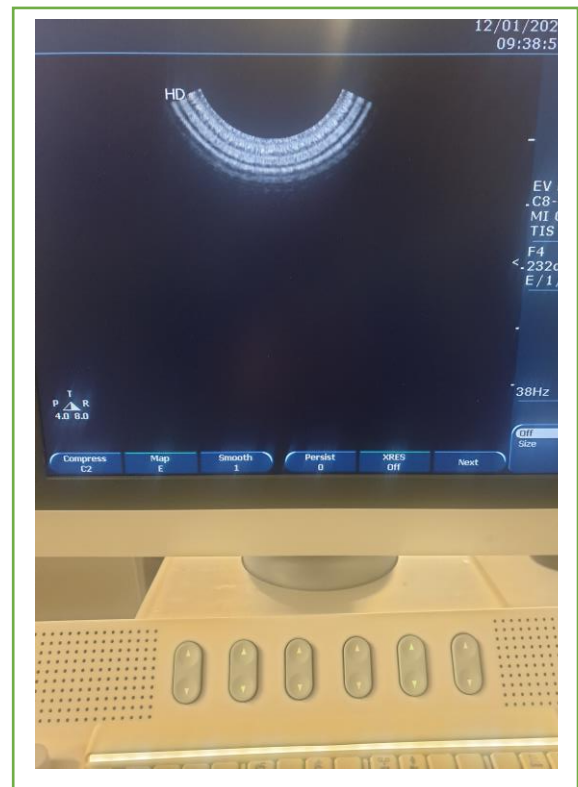 12/01/202
09:38:5
HD
EV
C8-
MI
TIS
F4
232
E/1/
38Hz
T
P R
4.0 8.0
Off
Size
Compress
C2
Map
E
Smooth
1
Persist
0
XRES
Off
Next